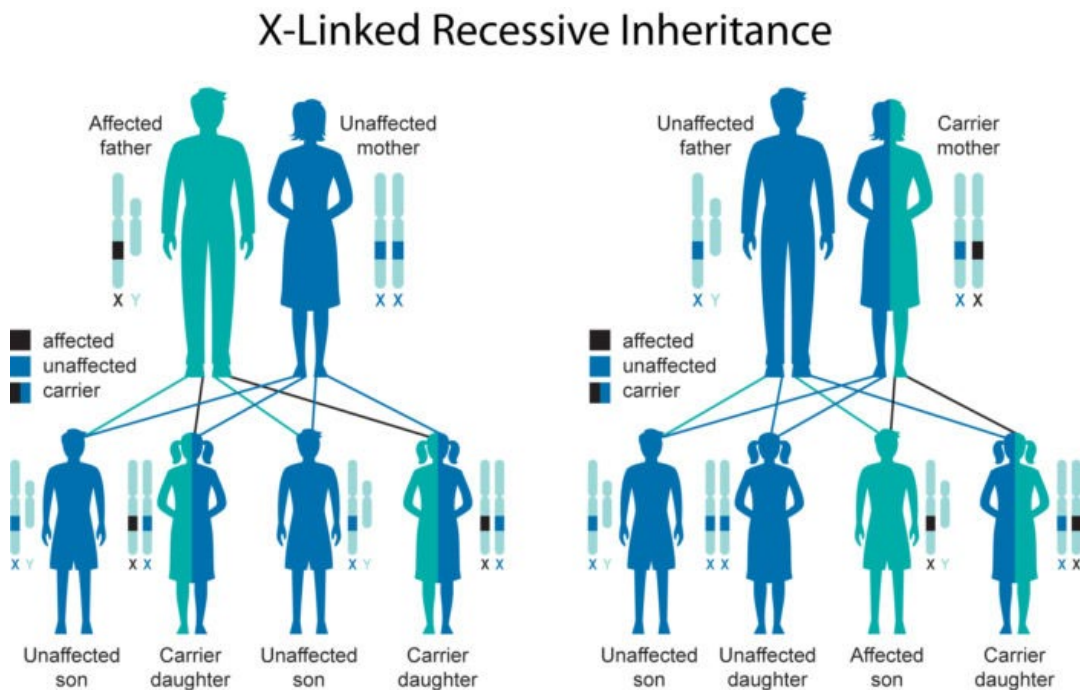 X-Linked Recessive Inheritance
Affected
father
Unaffected
mother
X Y
X X
affected
unaffected
carrier
X Y
X X
X Y
X X
Unaffected
son
Carrier
daughter
Unaffected
son
Carrier
daughter
Unaffected
father
Carrier
mother
X Y
X X
affected
unaffected
carrier
X Y
X X
X Y
X X
Unaffected
son
Unaffected
daughter
Affected
son
Carrier
daughter